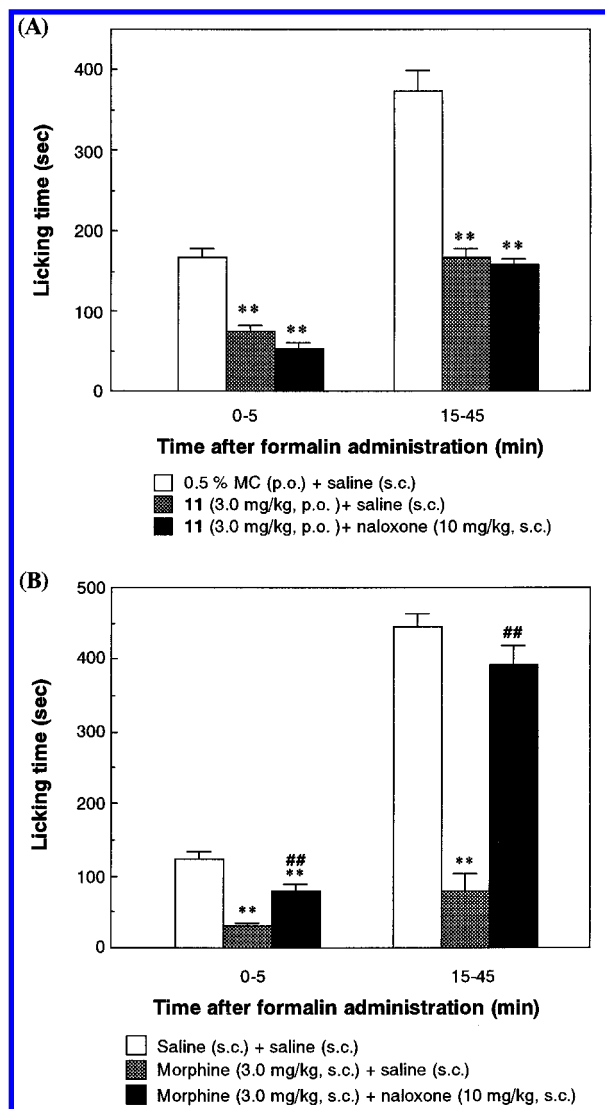 (A)
Licking time (sec)
400
300
200
100
0
**
**
**
**
0-5
15-45
Time after formalin administration (min)
0.5 % MC (p.o.) + saline (s.c.)
11 (3.0 mg/kg, p.o. )+ saline (s.c.)
11 (3.0 mg/kg, p.o. )+ naloxone (10 mg/kg, s.c.)
(B)
Licking time (sec)
500
400
300
200
100
0
**
##
**
**
##
0-5
15-45
Time after formalin administration (min)
Saline (s.c.) + saline (s.c.)
Morphine (3.0 mg/kg, s.c.) + saline (s.c.)
Morphine (3.0 mg/kg, s.c.) + naloxone (10 mg/kg, s.c.)